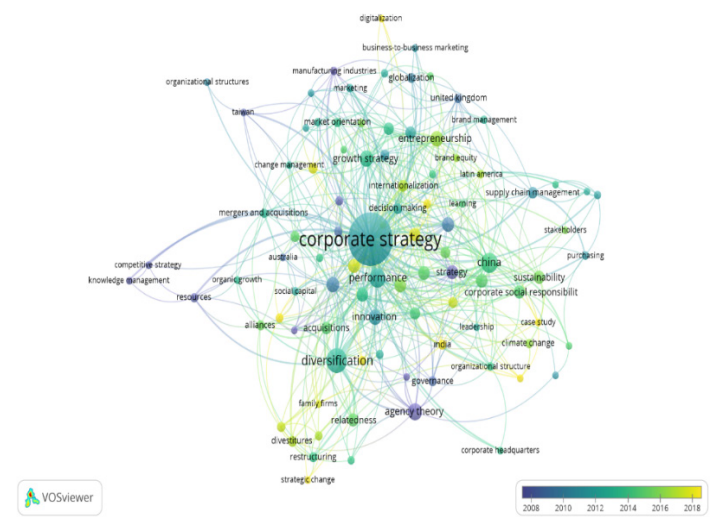 digitalization
business-to-business marketing
manufacturing industries
globalization
organizational structures
marketing
united kingdom
taiwan
market orientation
brand management
entrepreneurship
growth strategy
brand equity
change management
latin america
internationalization
supply chain management
decision making
learning
mergers and acquisitions
stakeholders
corporate strategy
australia
purchasing
competitive strategy
china
strategy
knowledge management
organic growth
performance
sustainability
social capital
corporate social responsibilit
resources
innovation
case study
alliances
acquisitions
leadership
india
climate change
diversification
organizational structure
governance
family firms
agency theory
relatedness
divestitures
corporate headquarters
restructuring
strategic change
VOSviewer
2008 2010 2012 2014 2016 2018